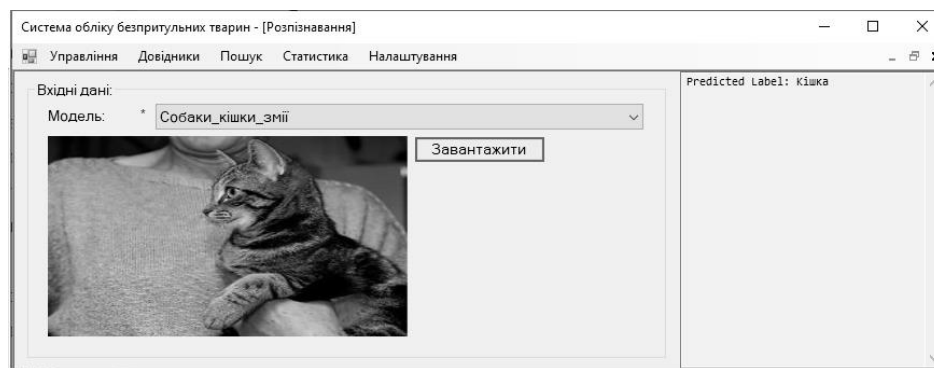 Система обліку безпритульних тварин - [Розпізнавання]
Управління Довідники Пошук Статистика Налаштування
Вхідні дані:
Модель: * Собаки_кішки_змії
Завантажити
Predicted Label: Кішка